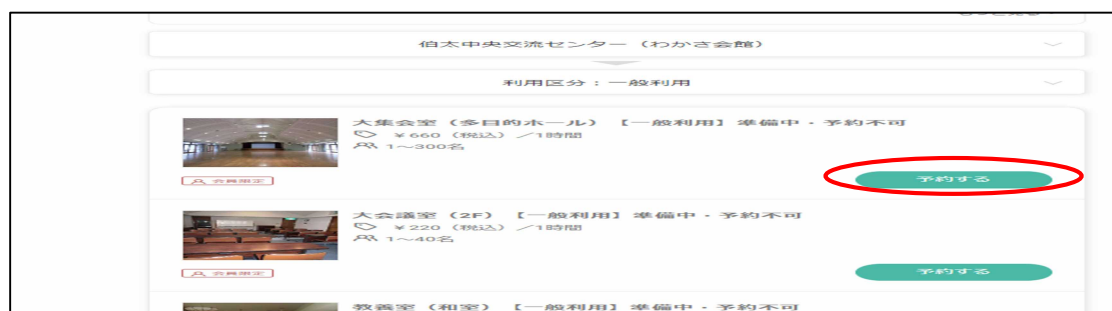 もっと見る
伯太中央交流センター（わかさ会館）
利用区分：一般利用
大集会室（多目的ホール）【一般利用】準備中・予約不可
￥660（税込）／1時間
1～300名
会員限定
予約する
大会議室（2F）【一般利用】準備中・予約不可
￥220（税込）／1時間
1～40名
会員限定
予約する
教養室（和室）【一般利用】準備中・予約不可